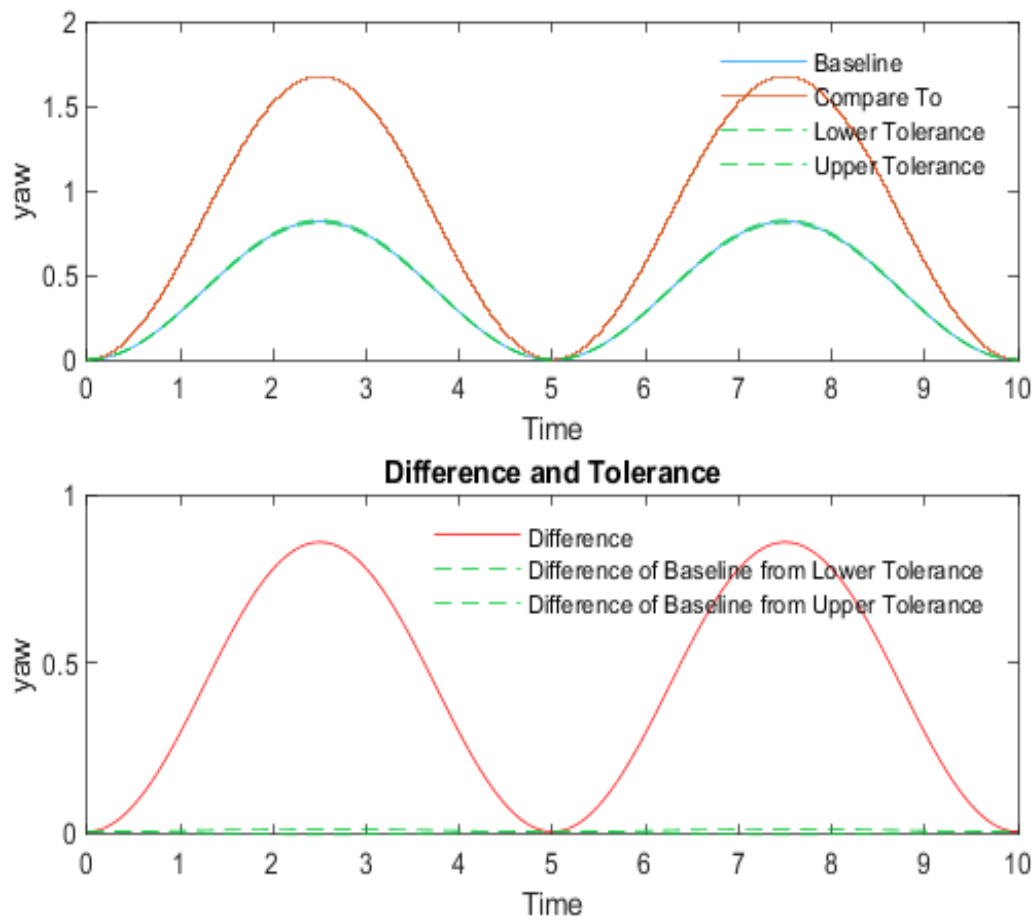 2
1.5
1
0.5
0
yaw
Baseline
Compare To
Lower Tolerance
Upper Tolerance
0 1 2 3 4 5 6 7 8 9 10
Time
Difference and Tolerance
1
0.5
0
yaw
Difference
Difference of Baseline from Lower Tolerance
Difference of Baseline from Upper Tolerance
0 1 2 3 4 5 6 7 8 9 10
Time